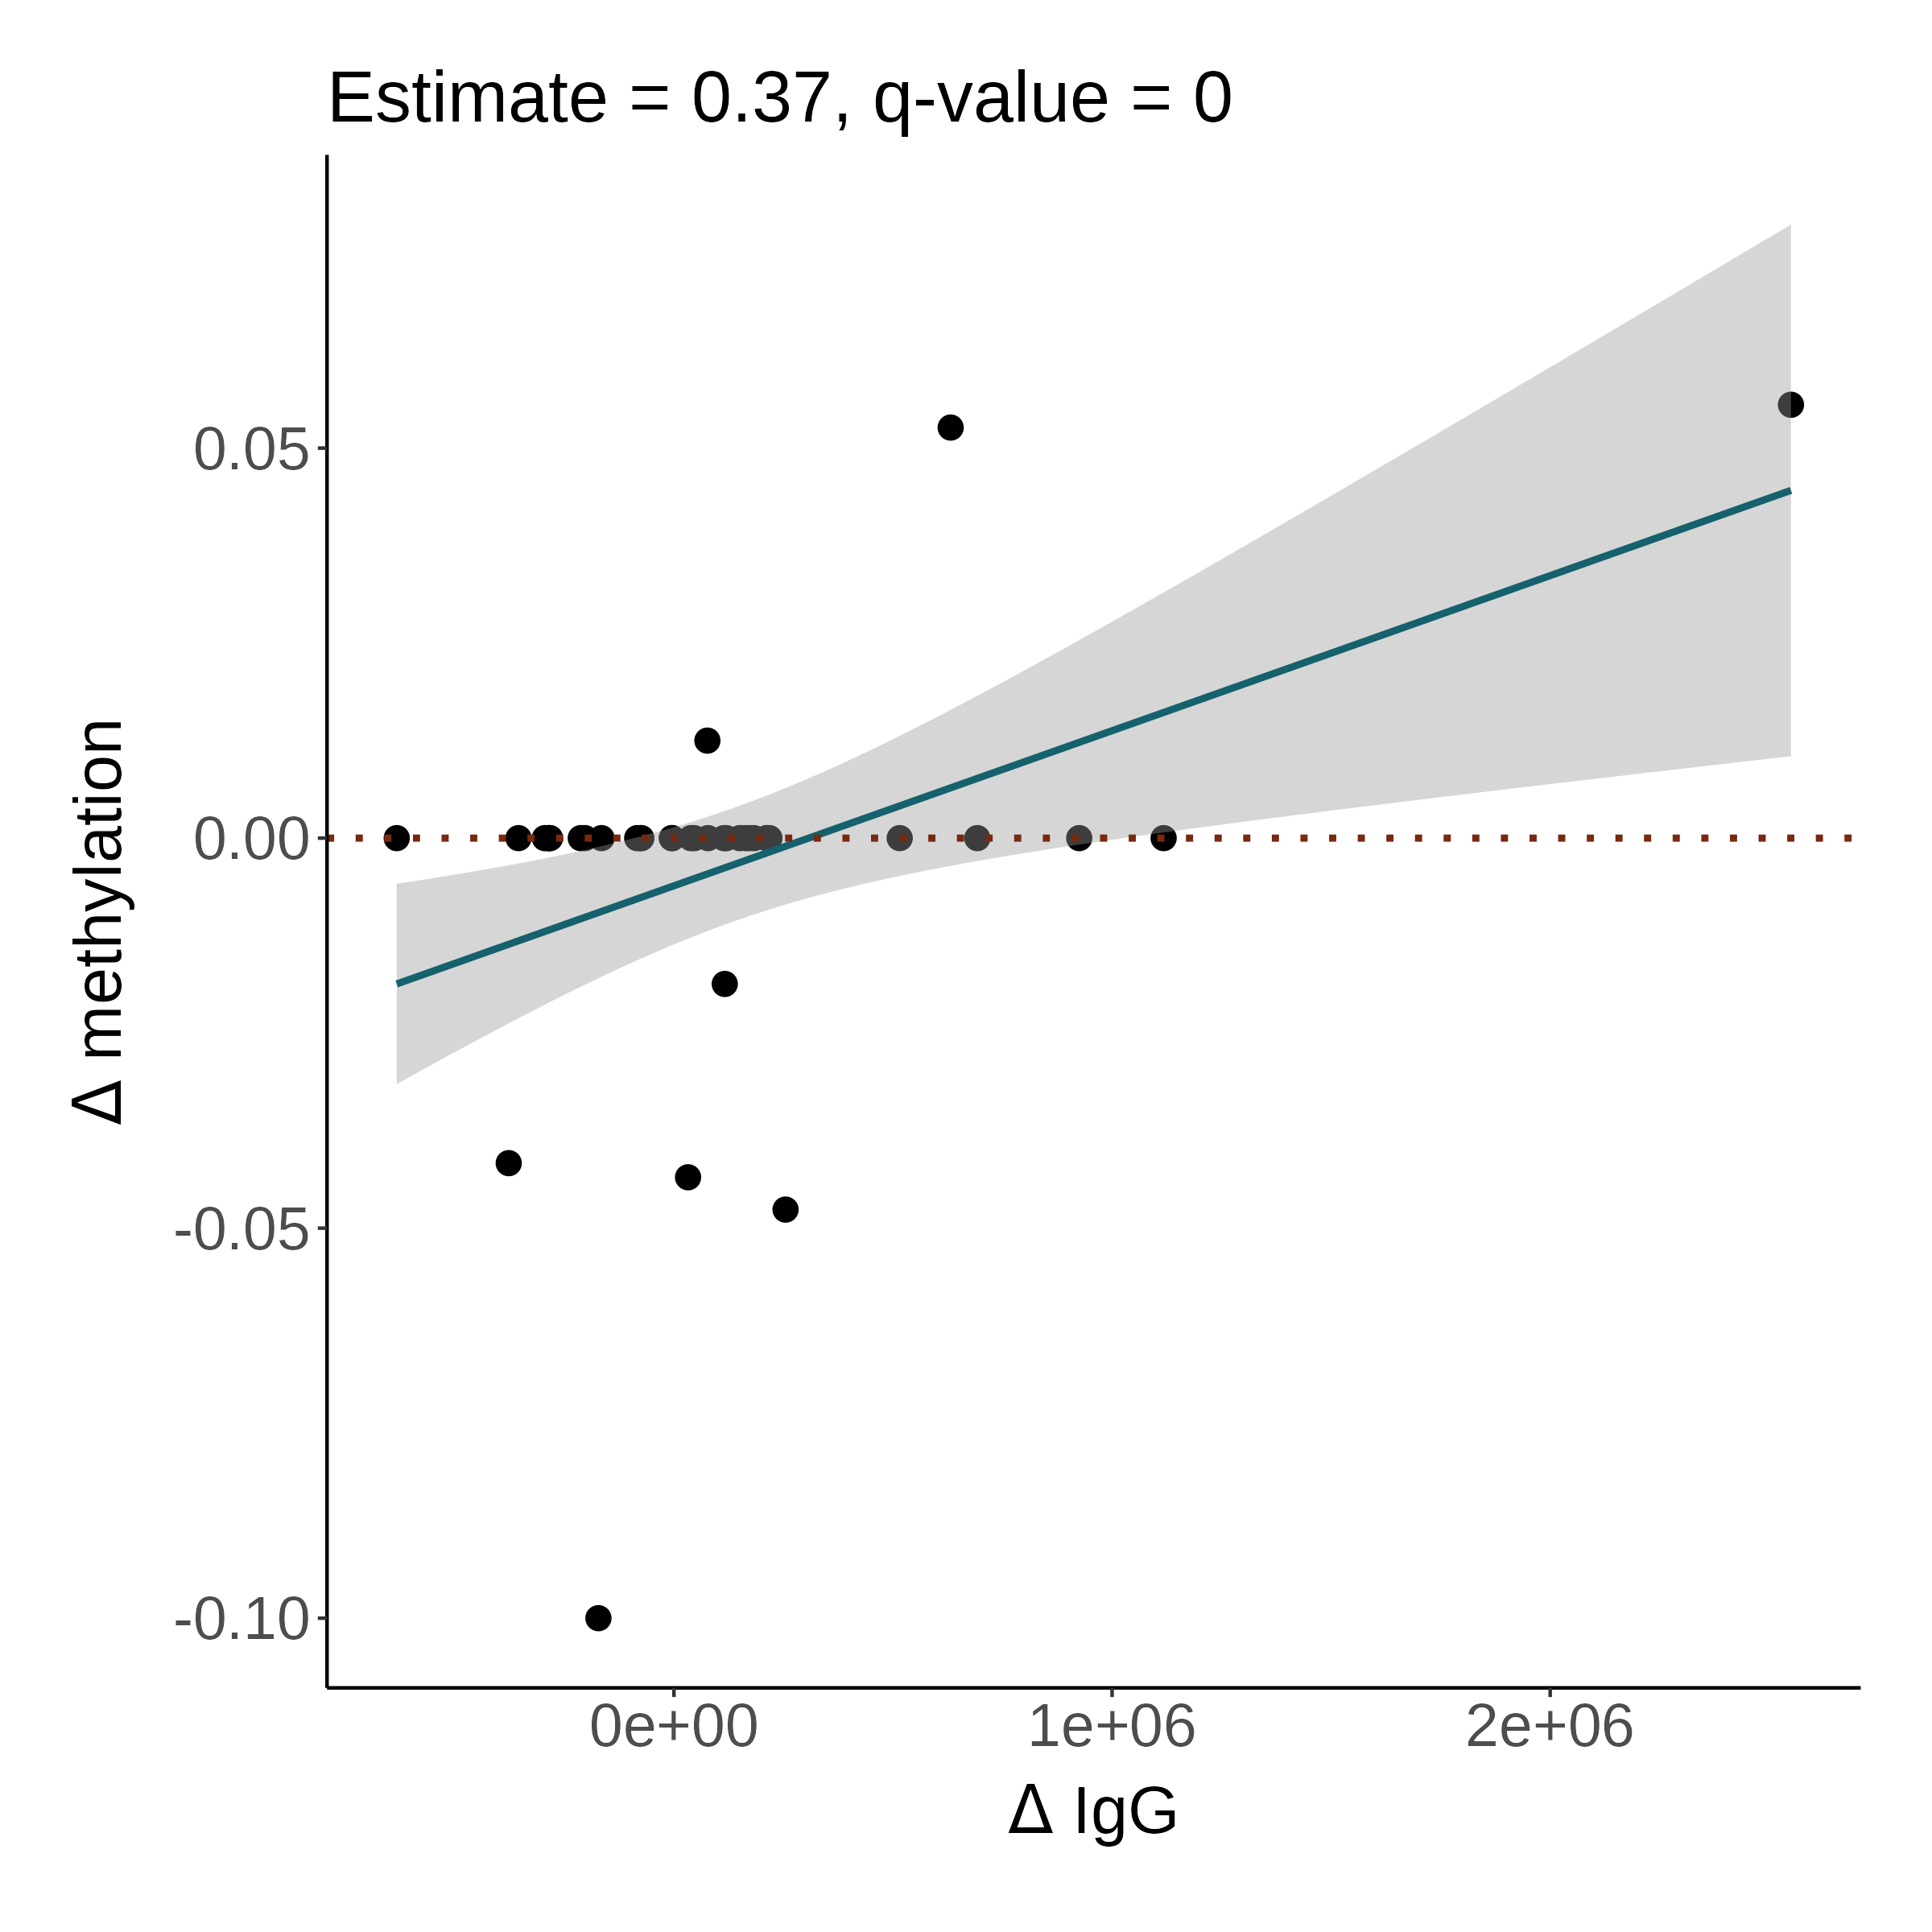 Estimate = 0.37, q-value = 0
Δ methylation
0.05
0.00
-0.05
-0.10
0e+00 1e+06 2e+06
Δ IgG